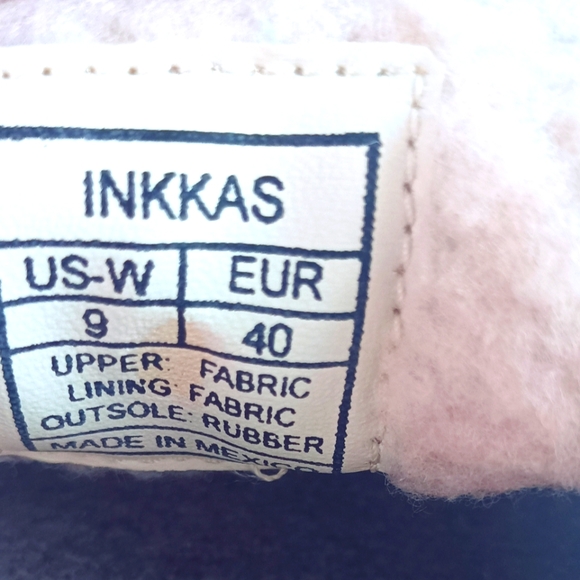 INKKAS
US-W EUR
9 40
UPPER: FABRIC
LINING: FABRIC
OUTSOLE: RUBBER
MADE IN MEXICO